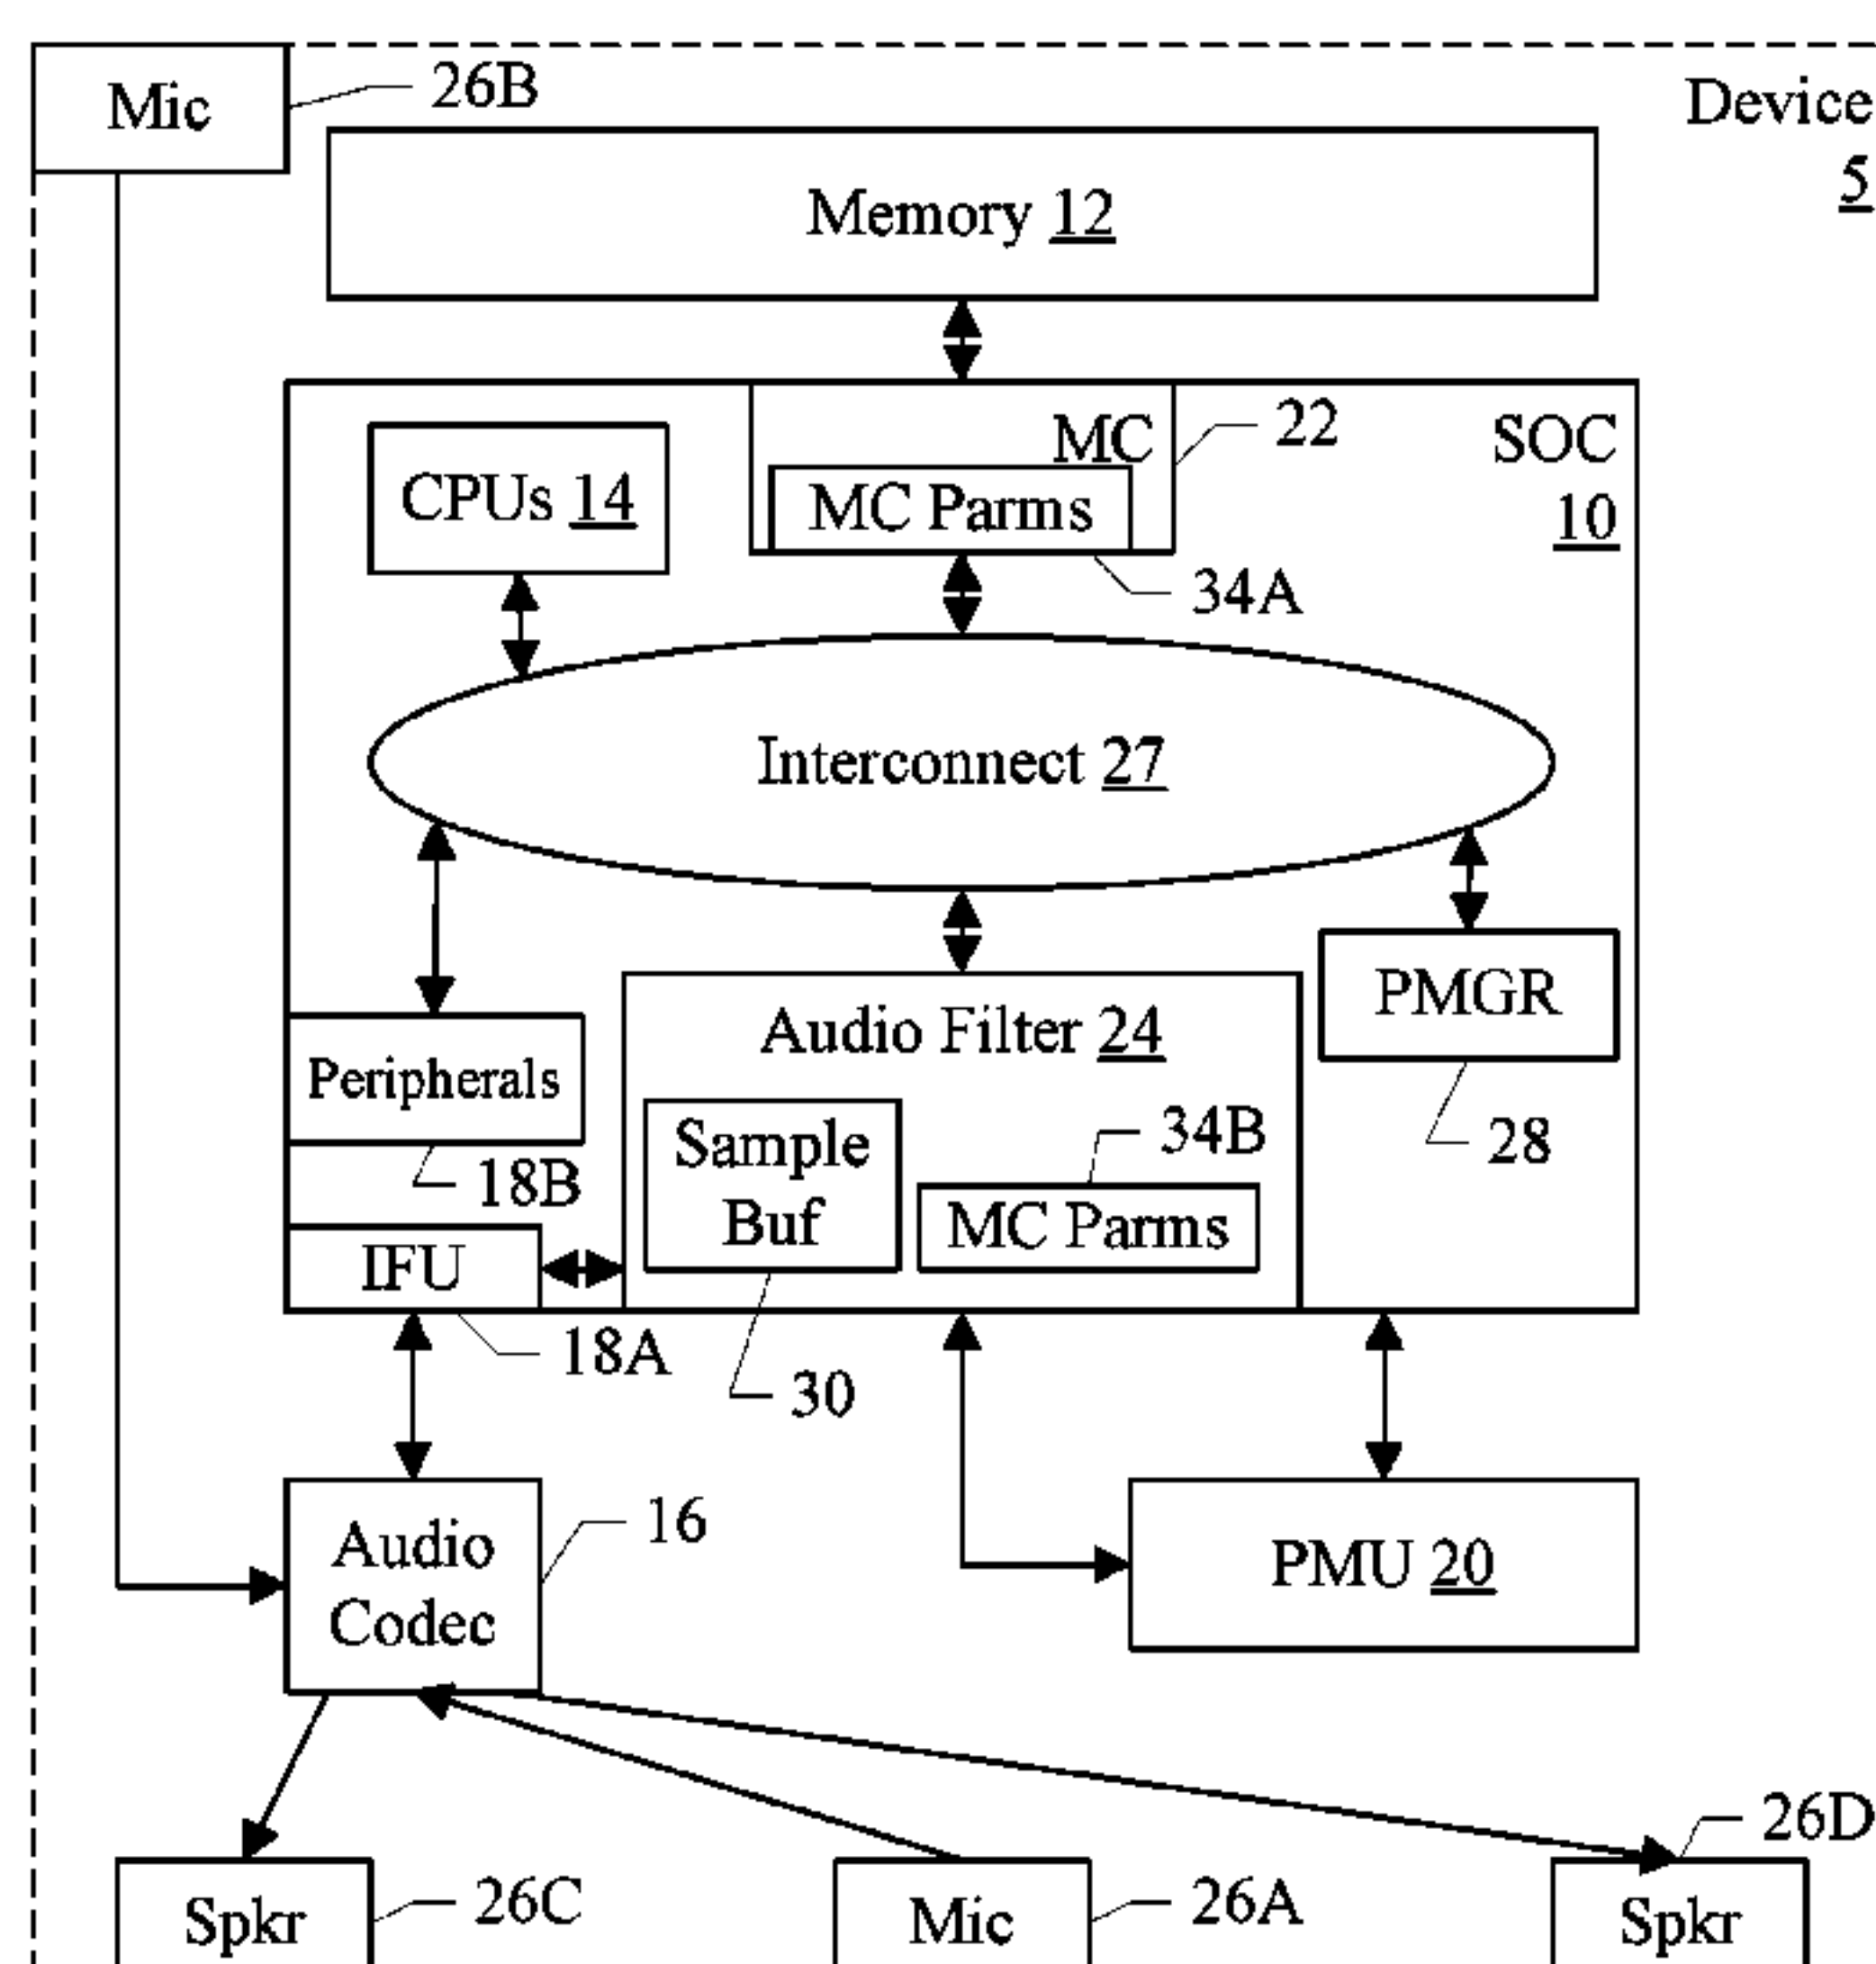 Mic
26B
Device
5
Memory 12
MC
22
SOC
10
CPUs 14
MC Parms
34A
Interconnect 27
PMGR
28
Audio Filter 24
Peripherals
18B
Sample
Buf
34B
MC Parms
IFU
18A
30
Audio
Codec
16
PMU 20
26D
Spkr
26C
Mic
26A
Spkr